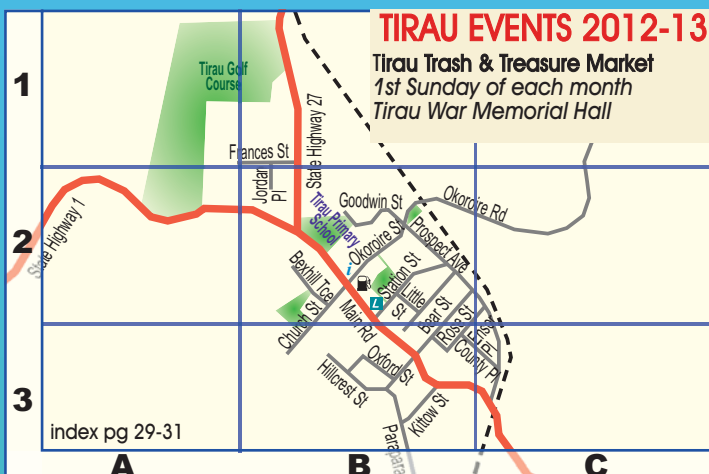 TIRAU EVENTS 2012-13
Tirau Trash & Treasure Market
1st Sunday of each month
Tirau War Memorial Hall
1
2
3
A
B
C
Tirau Golf
Course
State Highway 27
Frances St
Jordan
Pl
State Highway 1
Tirau Primary
School
Goodwin St
Okoroire Rd
Okoroire St
Prospect Ave
Bexhill Tce
Church St
Main Rd
Station St
Little
St
Bear St
Rose St
County Pl
Oxford St
Hillcrest St
Kittow St
i
L
index pg 29-31